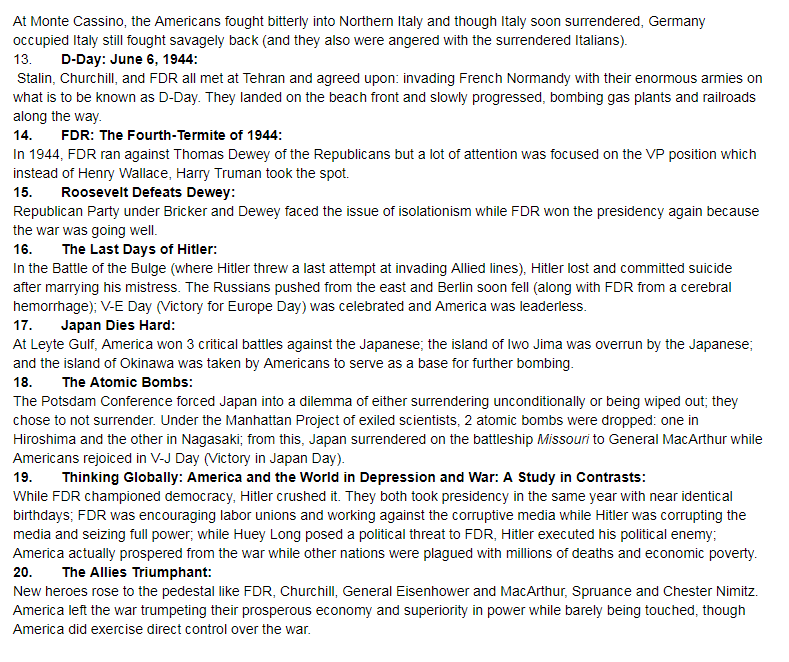 At Monte Cassino, the Americans fought bitterly into Northern Italy and though Italy soon surrendered, Germany
occupied Italy still fought savagely back (and they also were angered with the surrendered Italians).
13. D-Day: June 6, 1944:
Stalin, Churchill, and FDR all met at Tehran and agreed upon: invading French Normandy with their enormous armies on
what is to be known as D-Day. They landed on the beach front and slowly progressed, bombing gas plants and railroads
along the way.
14. FDR: The Fourth-Termite of 1944:
In 1944, FDR ran against Thomas Dewey of the Republicans but a lot of attention was focused on the VP position which
instead of Henry Wallace, Harry Truman took the spot.
15. Roosevelt Defeats Dewey:
Republican Party under Bricker and Dewey faced the issue of isolationism while FDR won the presidency again because
the war was going well.
16. The Last Days of Hitler:
In the Battle of the Bulge (where Hitler threw a last attempt at invading Allied lines), Hitler lost and committed suicide
after marrying his mistress. The Russians pushed from the east and Berlin soon fell (along with FDR from a cerebral
hemorrhage); V-E Day (Victory for Europe Day) was celebrated and America was leaderless.
17. Japan Dies Hard:
At Leyte Gulf, America won 3 critical battles against the Japanese; the island of Iwo Jima was overrun by the Japanese;
and the island of Okinawa was taken by Americans to serve as a base for further bombing.
18. The Atomic Bombs:
The Potsdam Conference forced Japan into a dilemma of either surrendering unconditionally or being wiped out; they
chose to not surrender. Under the Manhattan Project of exiled scientists, 2 atomic bombs were dropped: one in
Hiroshima and the other in Nagasaki; from this, Japan surrendered on the battleship Missouri to General MacArthur while
Americans rejoiced in V-J Day (Victory in Japan Day).
19. Thinking Globally: America and the World in Depression and War: A Study in Contrasts:
While FDR championed democracy, Hitler crushed it. They both took presidency in the same year with near identical
birthdays; FDR was encouraging labor unions and working against the corruptive media while Hitler was corrupting the
media and seizing full power; while Huey Long posed a political threat to FDR, Hitler executed his political enemy;
America actually prospered from the war while other nations were plagued with millions of deaths and economic poverty.
20. The Allies Triumphant:
New heroes rose to the pedestal like FDR, Churchill, General Eisenhower and MacArthur, Spruance and Chester Nimitz.
America left the war trumpeting their prosperous economy and superiority in power while barely being touched, though
America did exercise direct control over the war.